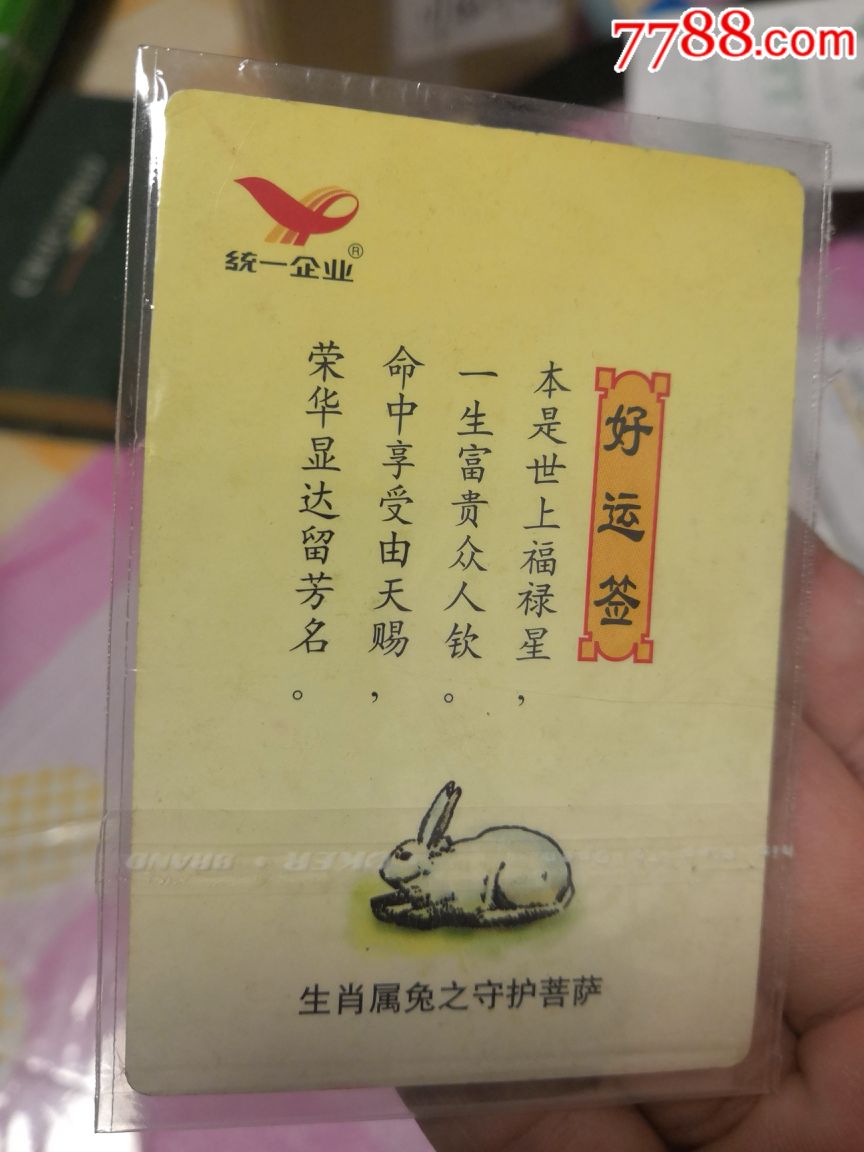 7788.com
统一企业®
好运签
本是世上福禄星，
一生富贵众人钦。
命中享受由天赐，
荣华显达留芳名。
生肖属兔之守护菩萨
BRAND